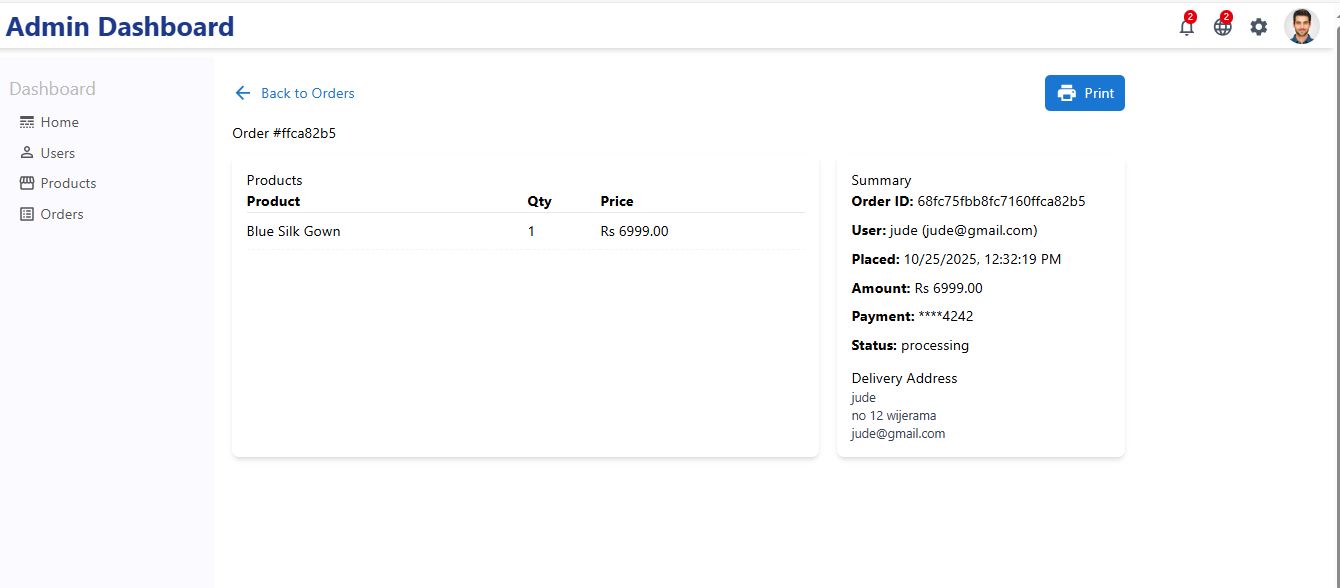 Admin Dashboard
2
2
Dashboard
Home
Users
Products
Orders
Back to Orders
Print
Order #ffca82b5
Products
Product Qty Price
Blue Silk Gown 1 Rs 6999.00
Summary
Order ID: 68fc75fbb8fc7160ffca82b5
User: jude (jude@gmail.com)
Placed: 10/25/2025, 12:32:19 PM
Amount: Rs 6999.00
Payment: ****4242
Status: processing
Delivery Address
jude
no 12 wijerama
jude@gmail.com